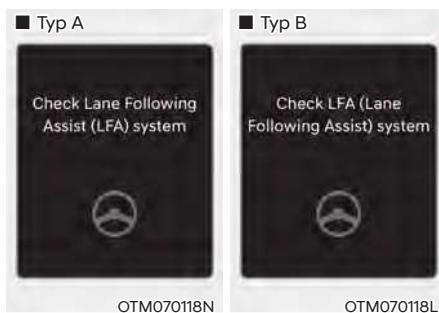 ■ Typ A
Check Lane Following
Assist (LFA) system
OTM070118N
■ Typ B
Check LFA (Lane
Following Assist) system
OTM070118L